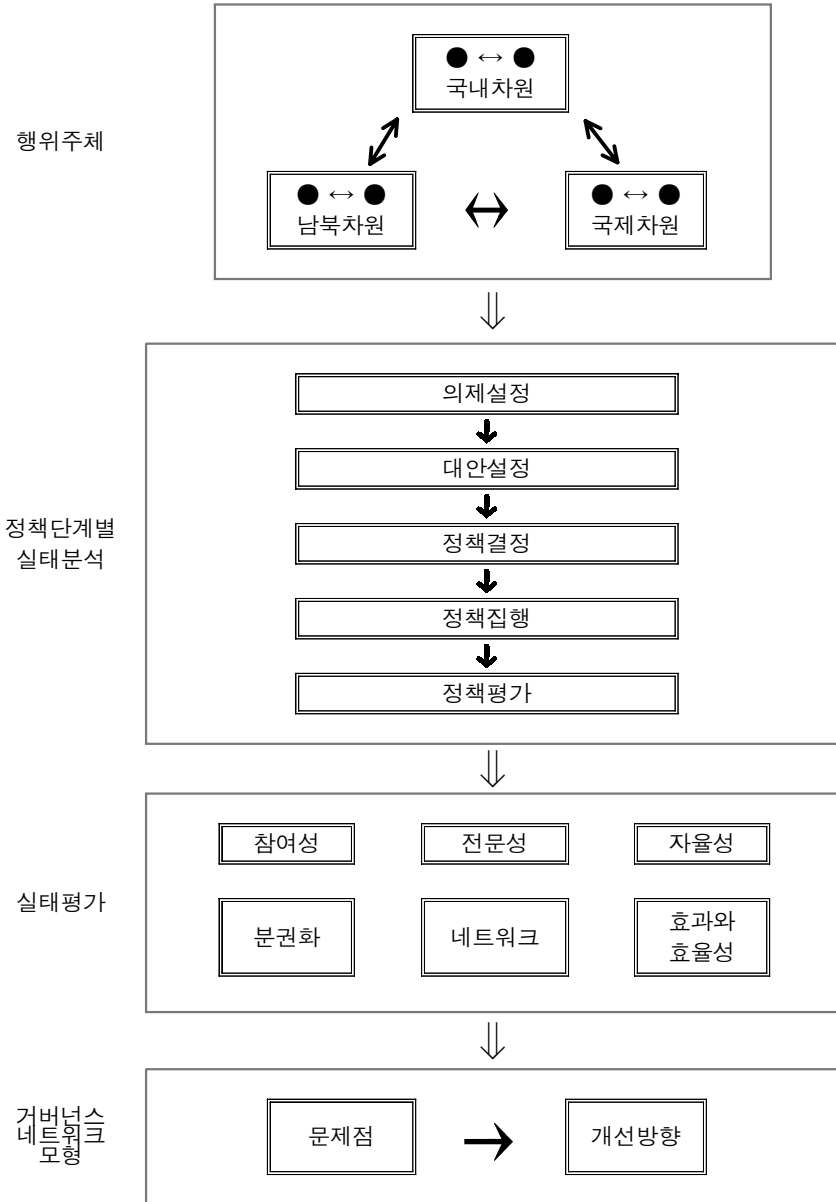 ● ↔ ●
국내차원
행위주체
● ↔ ●
남북차원
↔
● ↔ ●
국제차원
⇓
의제설정
대안설정
정책단계별
실태분석
정책결정
정책집행
정책평가
⇓
참여성
전문성
자율성
실태평가
분권화
네트워크
효과와
효율성
⇓
거버넌스
네트워크
모형
문제점
→
개선방향